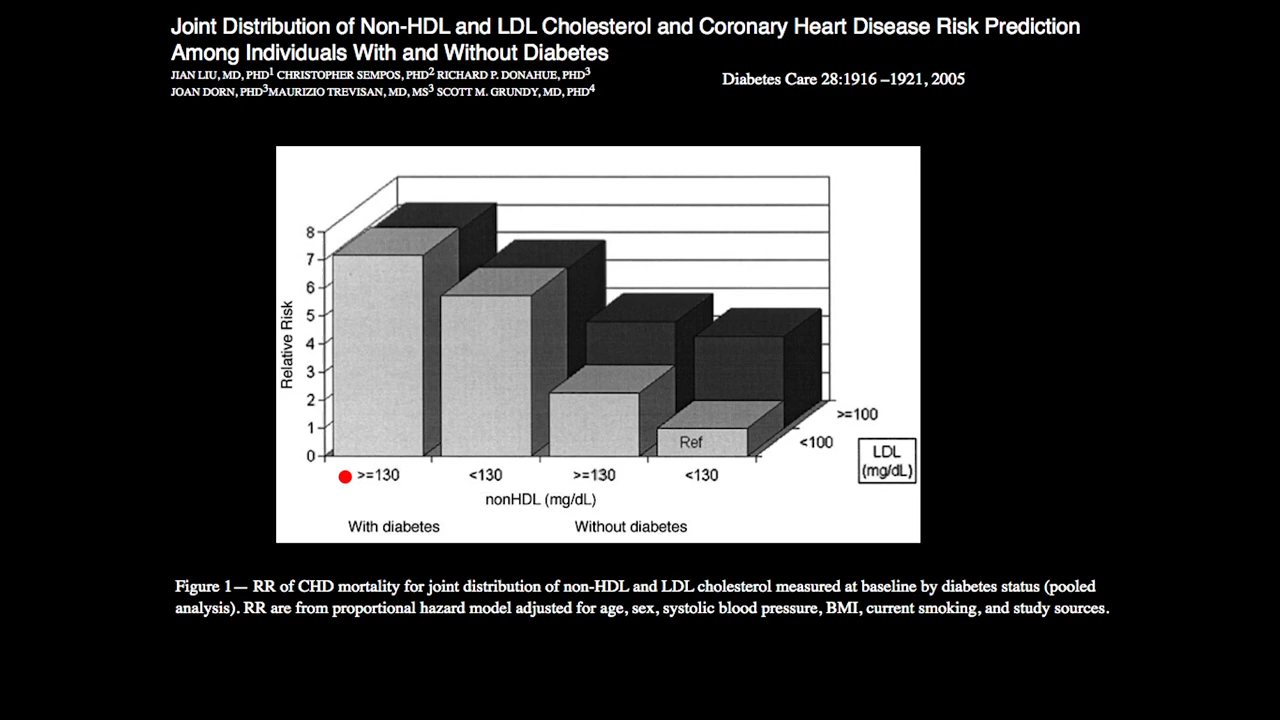 Joint Distribution of Non-HDL and LDL Cholesterol and Coronary Heart Disease Risk Prediction
Among Individuals With and Without Diabetes
JIAN LIU, MD, PHD1 CHRISTOPHER SEMPOS, PHD2 RICHARD P. DONAHUE, PHD3
JOAN DORN, PHD3MAURIZIO TREVISAN, MD, MS3 SCOTT M. GRUNDY, MD, PHD4
Diabetes Care 28:1916 –1921, 2005
8
7
6
5
4
3
2
1
0
Relative Risk
Ref
>=100
<100
LDL
(mg/dL)
>=130 <130 >=130 <130
nonHDL (mg/dL)
With diabetes Without diabetes
Figure 1— RR of CHD mortality for joint distribution of non-HDL and LDL cholesterol measured at baseline by diabetes status (pooled
analysis). RR are from proportional hazard model adjusted for age, sex, systolic blood pressure, BMI, current smoking, and study sources.